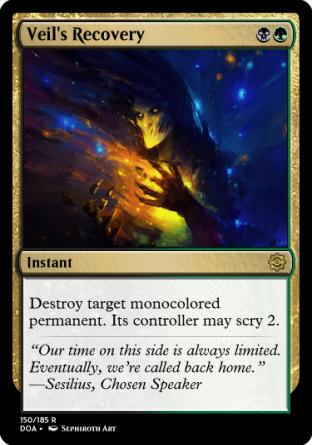 Veil's Recovery
Instant
Destroy target monocolored
permanent. Its controller may scry 2.
“Our time on this side is always limited.
Eventually, we’re called back home.”
—Sesilius, Chosen Speaker
150/185 R
DOA • Sephiroth Art